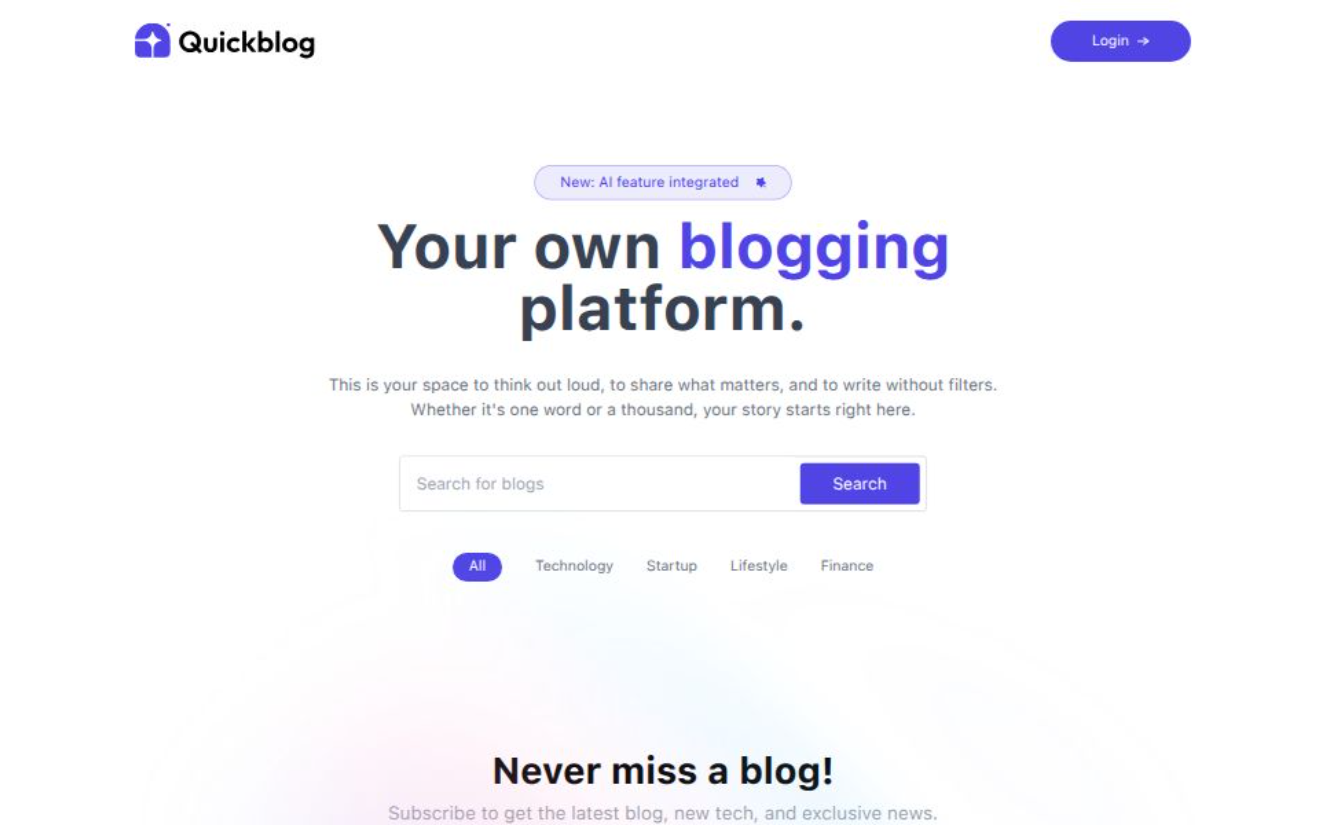 Quickblog
Login →
New: AI feature integrated
Your own blogging
platform.
This is your space to think out loud, to share what matters, and to write without filters.
Whether it's one word or a thousand, your story starts right here.
Search for blogs
Search
All Technology Startup Lifestyle Finance
Never miss a blog!
Subscribe to get the latest blog, new tech, and exclusive news.